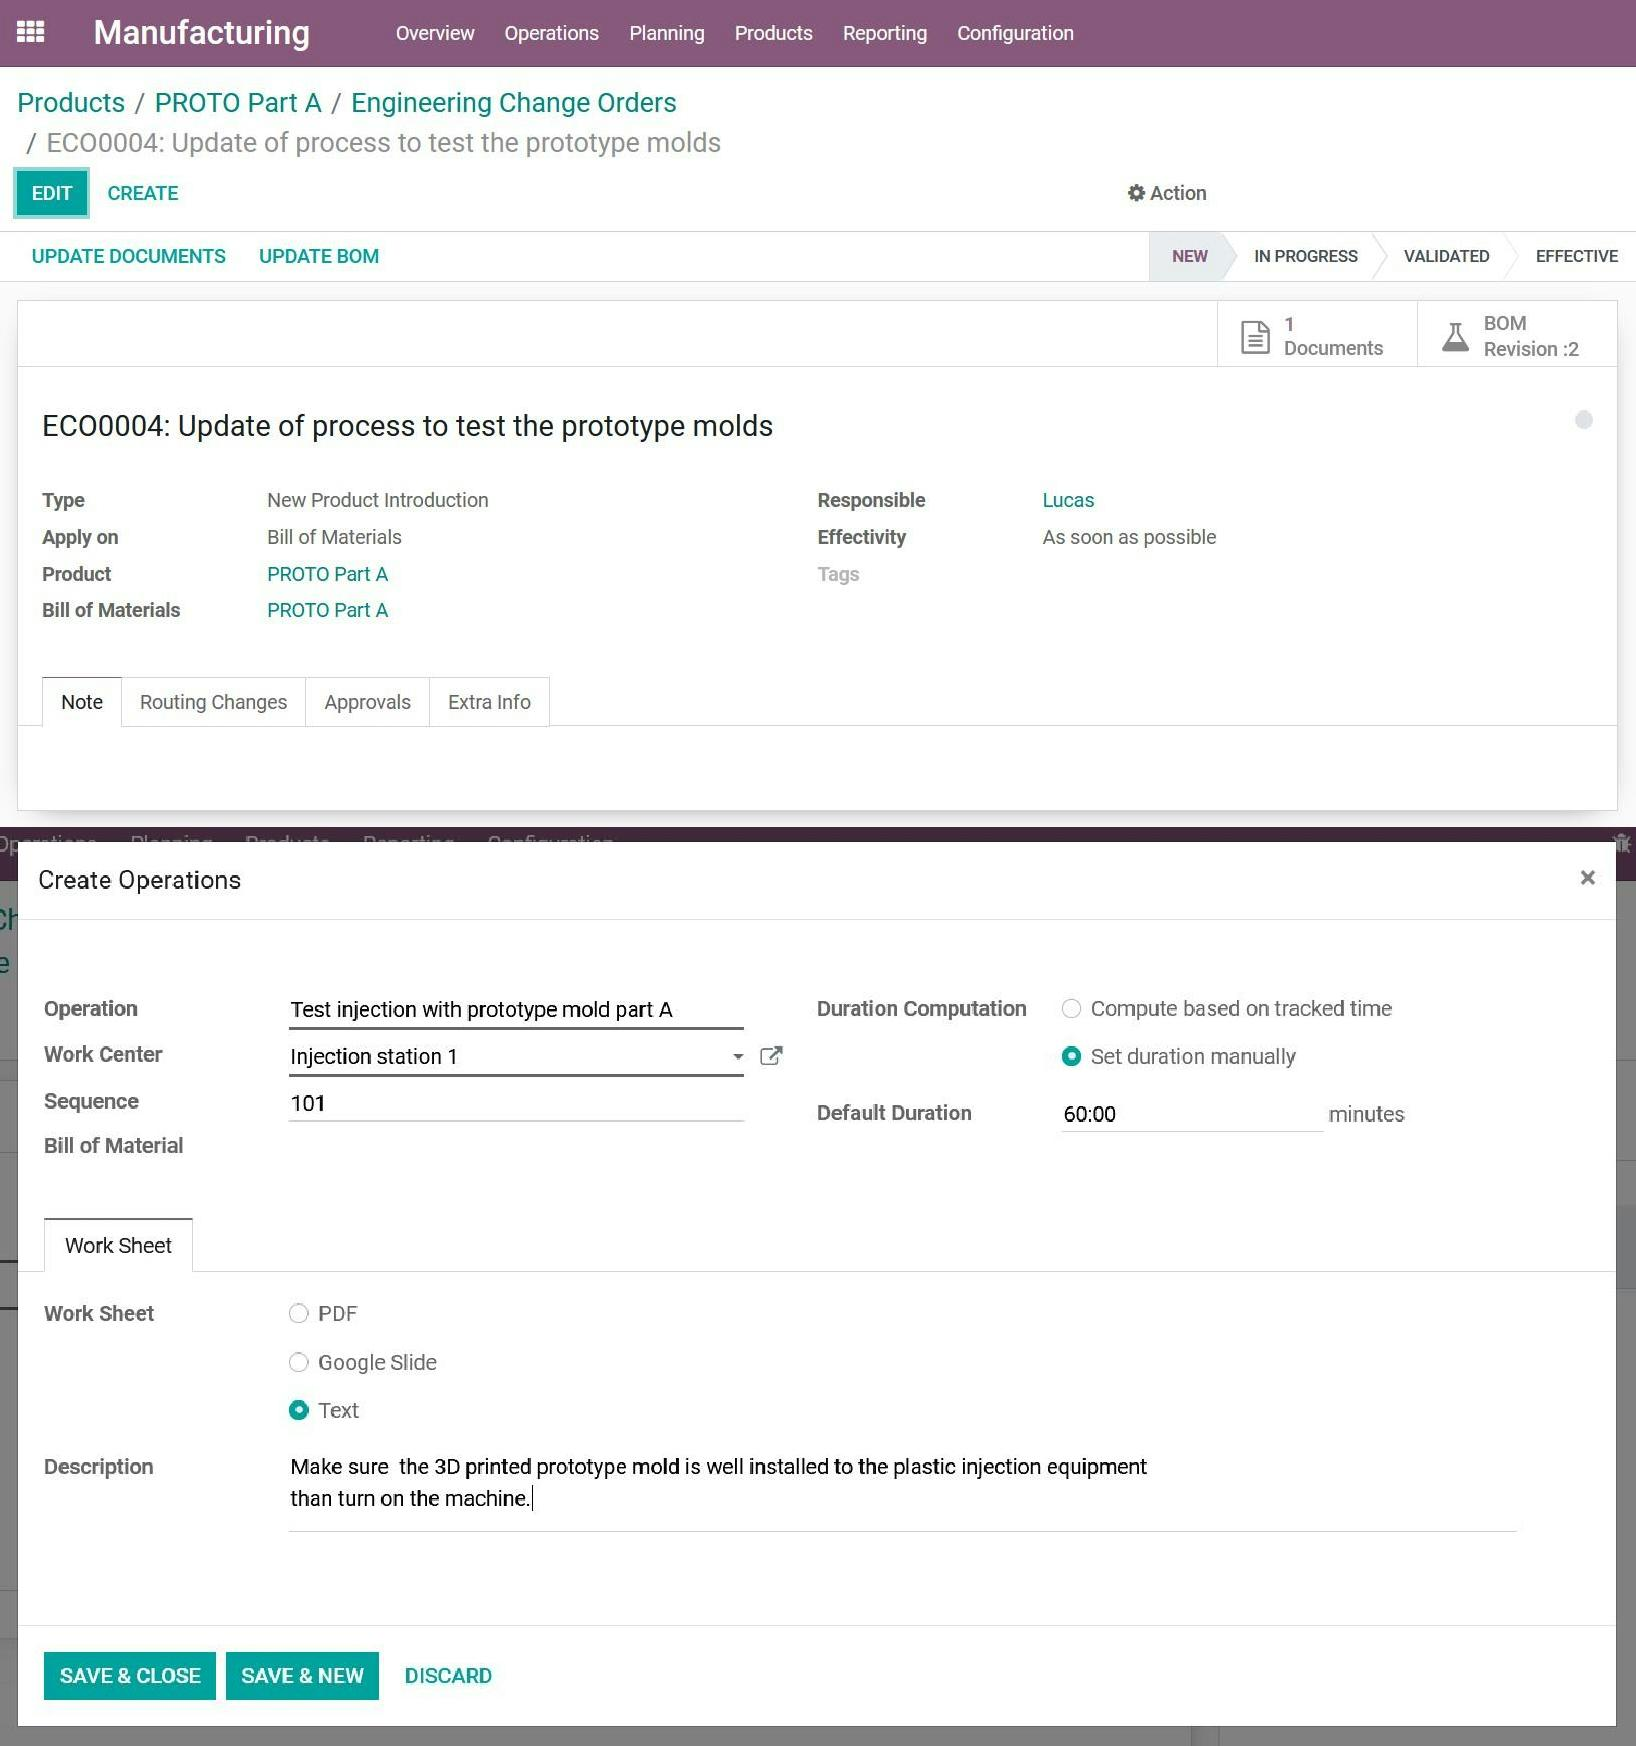 Manufacturing Overview Operations Planning Products Reporting Configuration
Products / PROTO Part A / Engineering Change Orders
/ ECO0004: Update of process to test the prototype molds
EDIT CREATE Action
UPDATE DOCUMENTS UPDATE BOM NEW IN PROGRESS VALIDATED EFFECTIVE
1 Documents
BOM Revision :2
ECO0004: Update of process to test the prototype molds
Type New Product Introduction
Apply on Bill of Materials
Product PROTO Part A
Bill of Materials PROTO Part A
Responsible Lucas
Effectivity As soon as possible
Tags
Note Routing Changes Approvals Extra Info
Operations Planning Products Reporting Configuration
Create Operations ×
Operation Test injection with prototype mold part A
Work Center Injection station 1
Sequence 101
Bill of Material
Duration Computation Compute based on tracked time
Set duration manually
Default Duration 60:00 minutes
Work Sheet
Work Sheet PDF
Google Slide
Text
Description Make sure  the 3D printed prototype mold is well installed to the plastic injection equipment
than turn on the machine.
SAVE & CLOSE SAVE & NEW DISCARD